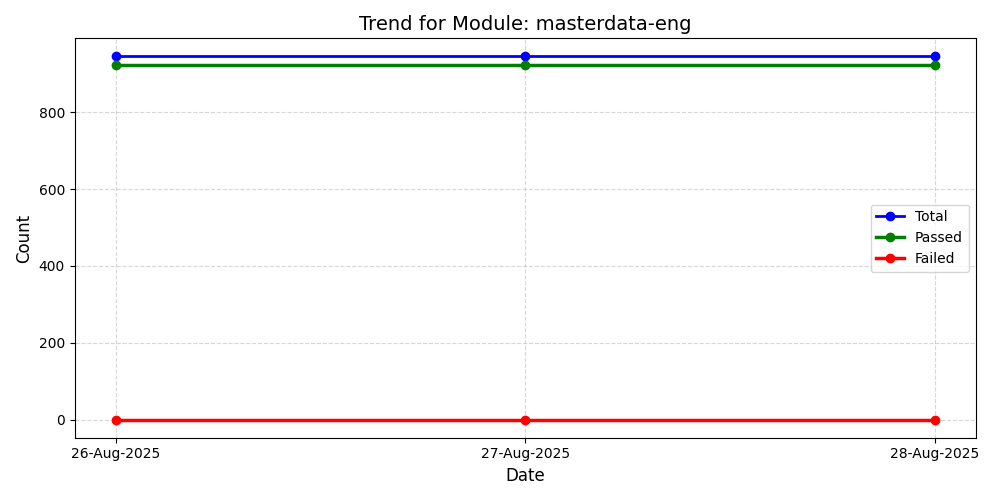 Trend for Module: masterdata-eng
800
600
400
200
0
Count
Total
Passed
Failed
26-Aug-2025
27-Aug-2025
28-Aug-2025
Date